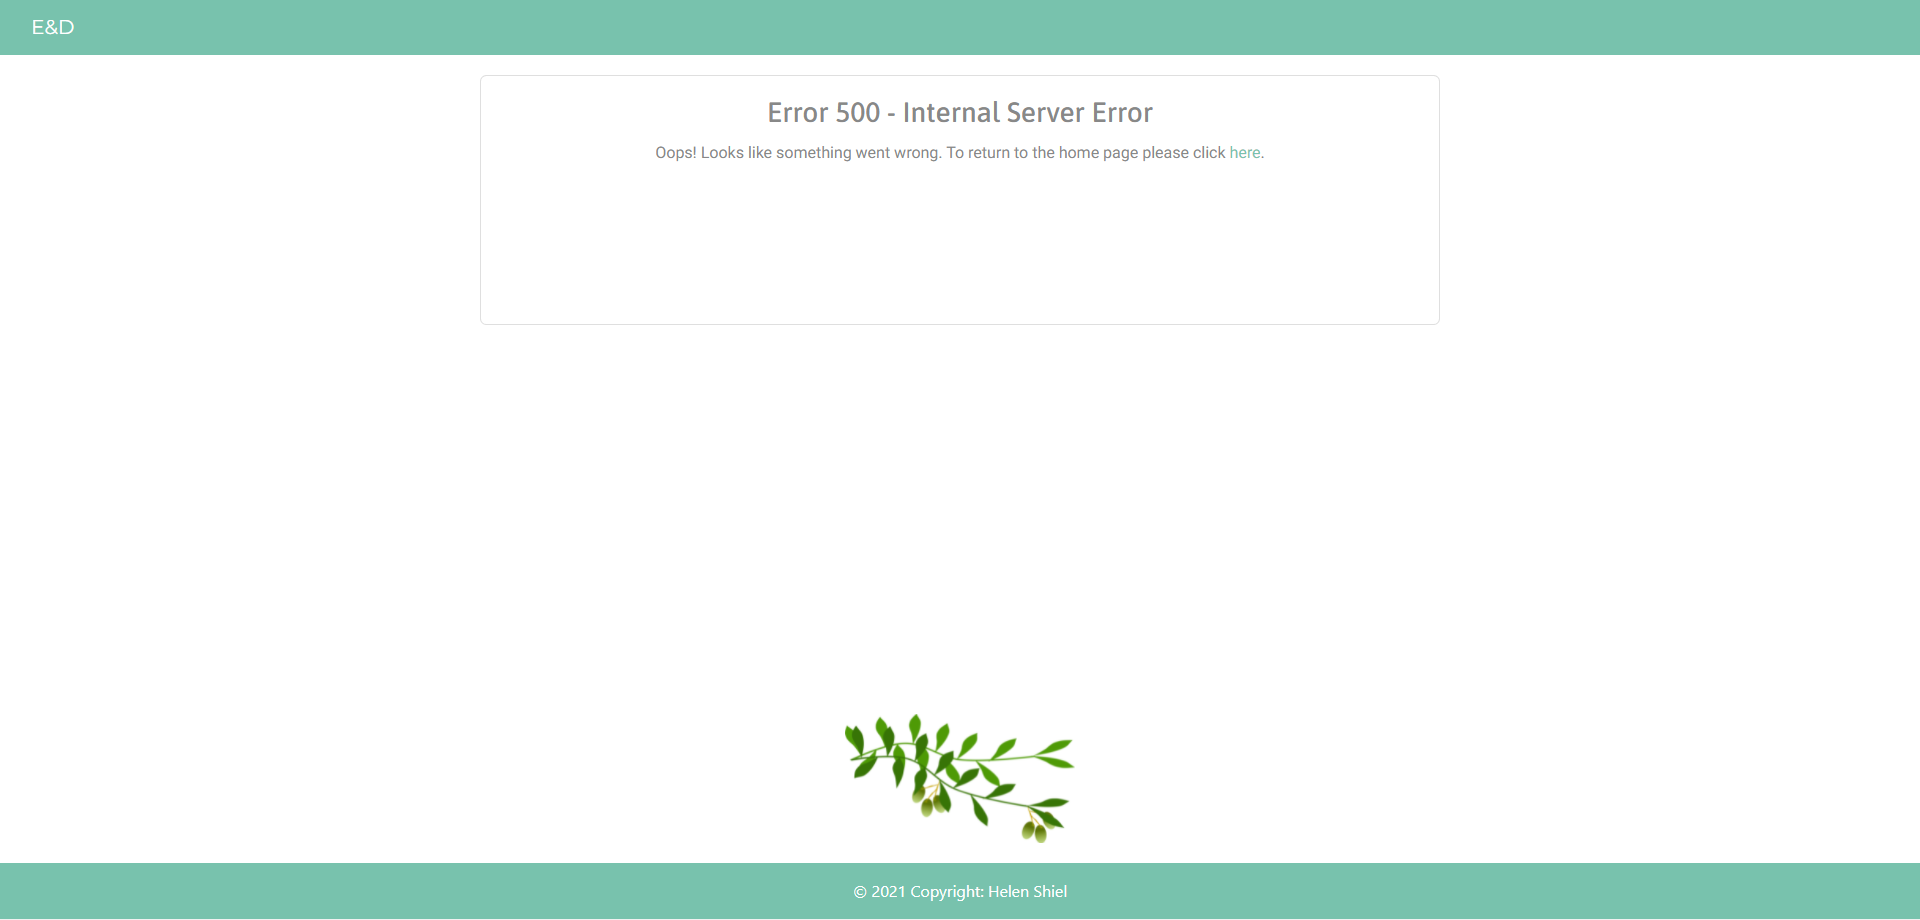 E&D
Error 500 - Internal Server Error
Oops! Looks like something went wrong. To return to the home page please click here.
© 2021 Copyright: Helen Shiel